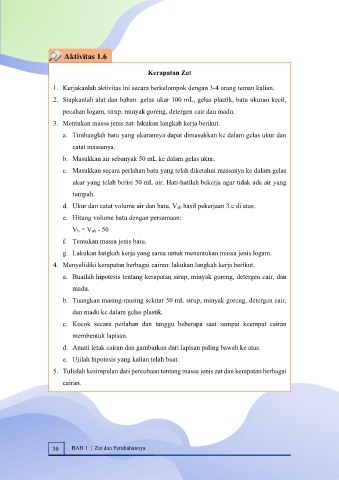 Aktivitas 1.6
Kerapatan Zat
1. Kerjakanlah aktivitas ini secara berkelompok dengan 3-4 orang teman kalian.
2. Siapkanlah alat dan bahan: gelas ukur 100 mL, gelas plastik, batu ukuran kecil,
pecahan logam, sirup, minyak goreng, detergen cair dan madu.
3. Menentukan massa jenis zat: lakukan langkah kerja berikut.
a. Timbanglah batu yang ukurannya dapat dimasukkan ke dalam gelas ukur dan
catat massanya.
b. Masukkan air sebanyak 50 mL ke dalam gelas ukur.
c. Masukkan secara perlahan batu yang telah diketahui massanya ke dalam gelas
ukur yang telah berisi 50 mL air. Hati-hatilah bekerja agar tidak ada air yang
tumpah.
d. Ukur dan catat volume air dan batu, Vab hasil pekerjaan 3.c di atas.
e. Hitung volume batu dengan persamaan:
Vb = Vab - 50
f. Tentukan massa jenis batu.
g. Lakukan langkah kerja yang sama untuk menentukan massa jenis logam.
4. Menyelidiki kerapatan berbagai cairan: lakukan langkah kerja berikut.
a. Buatlah hipotesis tentang kerapatan sirup, minyak goreng, detergen cair, dan
madu.
b. Tuangkan masing-masing sekitar 50 mL sirup, minyak goreng, detergen cair,
dan madu ke dalam gelas plastik.
c. Kocok secara perlahan dan tunggu beberapa saat sampai keempat cairan
membentuk lapisan.
d. Amati letak cairan dan gambarkan dari lapisan paling bawah ke atas.
e. Ujilah hipotesis yang kalian telah buat.
5. Tulislah kesimpulan dari percobaan tentang massa jenis zat dan kerapatan berbagai
cairan.
30 BAB 1 | Zat dan Perubahannya